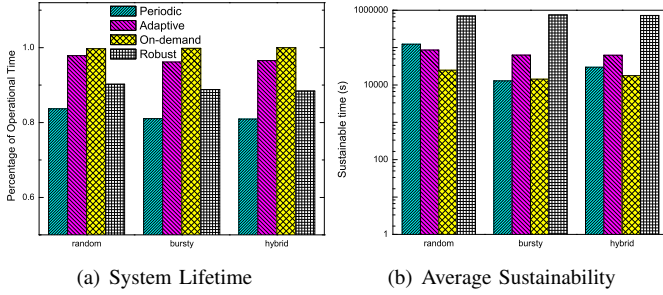 Periodic
Adaptive
On-demand
Robust
Percentage of Operational Time
1.0
0.8
0.6
random
bursty
hybrid
(a) System Lifetime
Sustainable time (s)
1000000
10000
100
1
random
bursty
hybrid
(b) Average Sustainability